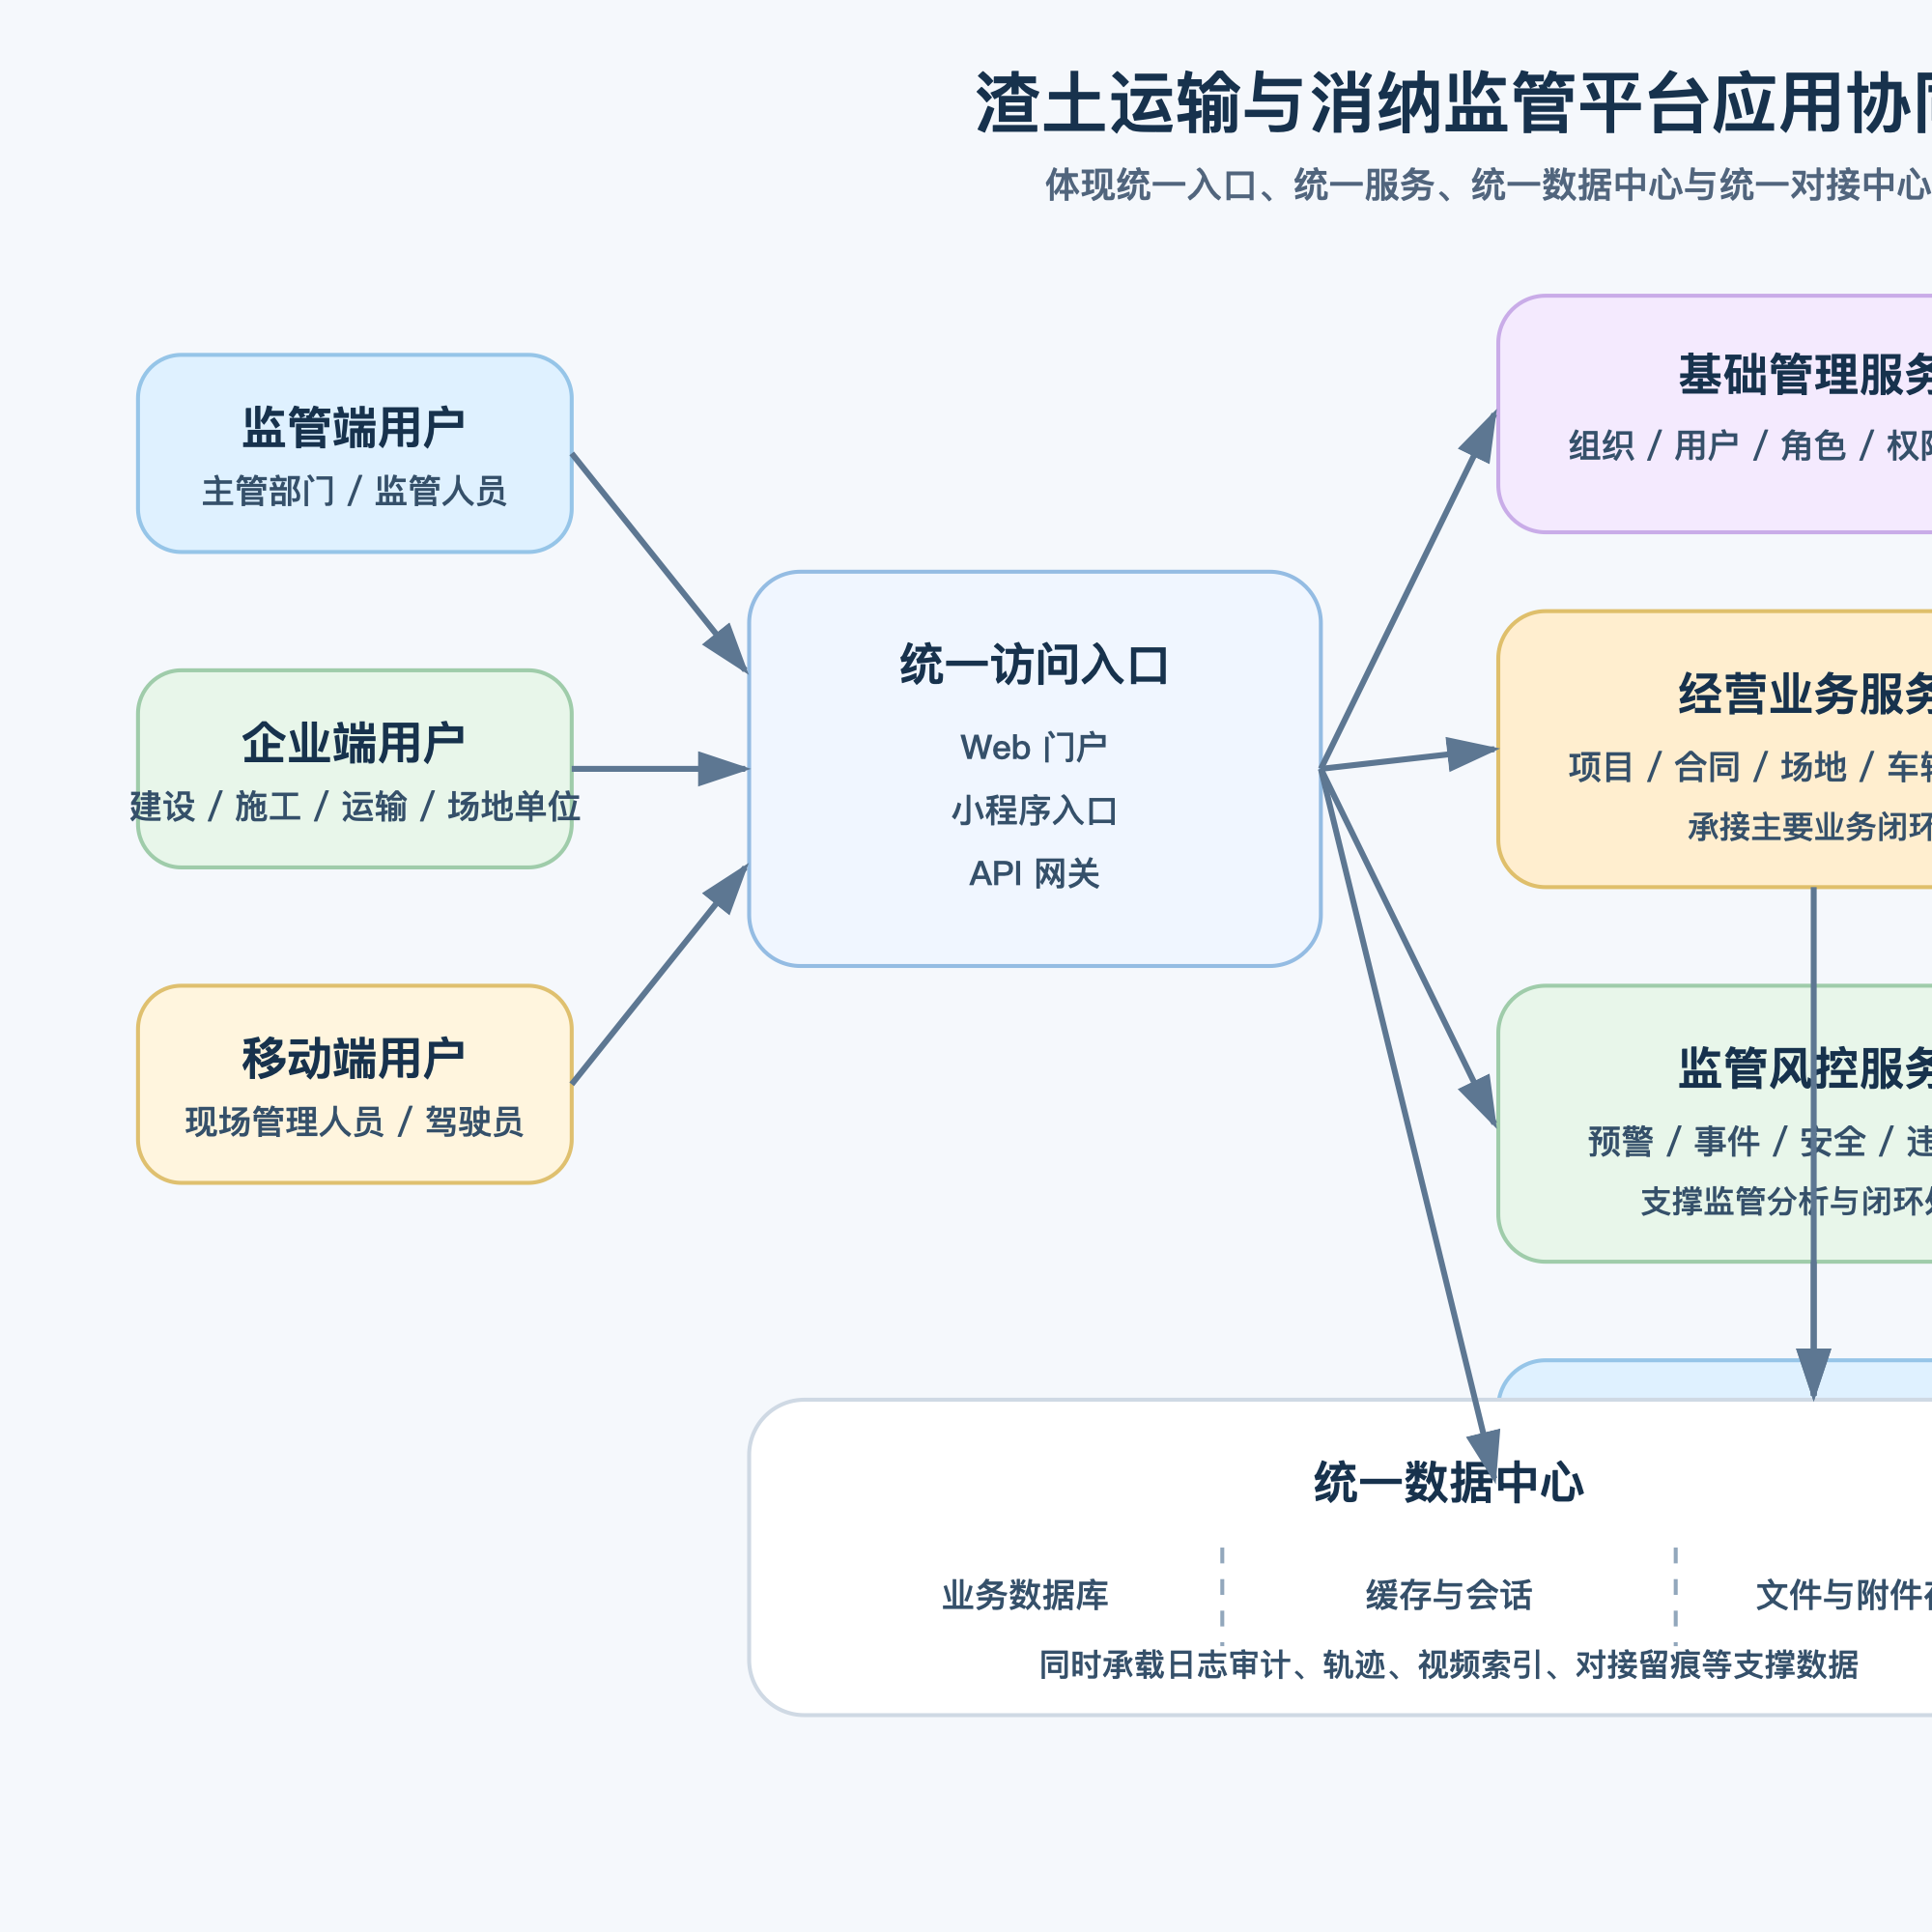 渣土运输与消纳监管平台应用协
体现统一入口、统一服务、统一数据中心与统一对接中心
监管端用户
主管部门 / 监管人员
企业端用户
建设 / 施工 / 运输 / 场地单位
移动端用户
现场管理人员 / 驾驶员
统一访问入口
Web 门户
小程序入口
API 网关
基础管理服务
组织 / 用户 / 角色 / 权
经营业务服务
项目 / 合同 / 场地 / 车
承接主要业务闭环
监管风控服务
预警 / 事件 / 安全 / 违
支撑监管分析与闭环
统一数据中心
业务数据库
缓存与会话
文件与附件
同时承载日志审计、轨迹、视频索引、对接留痕等支撑数据